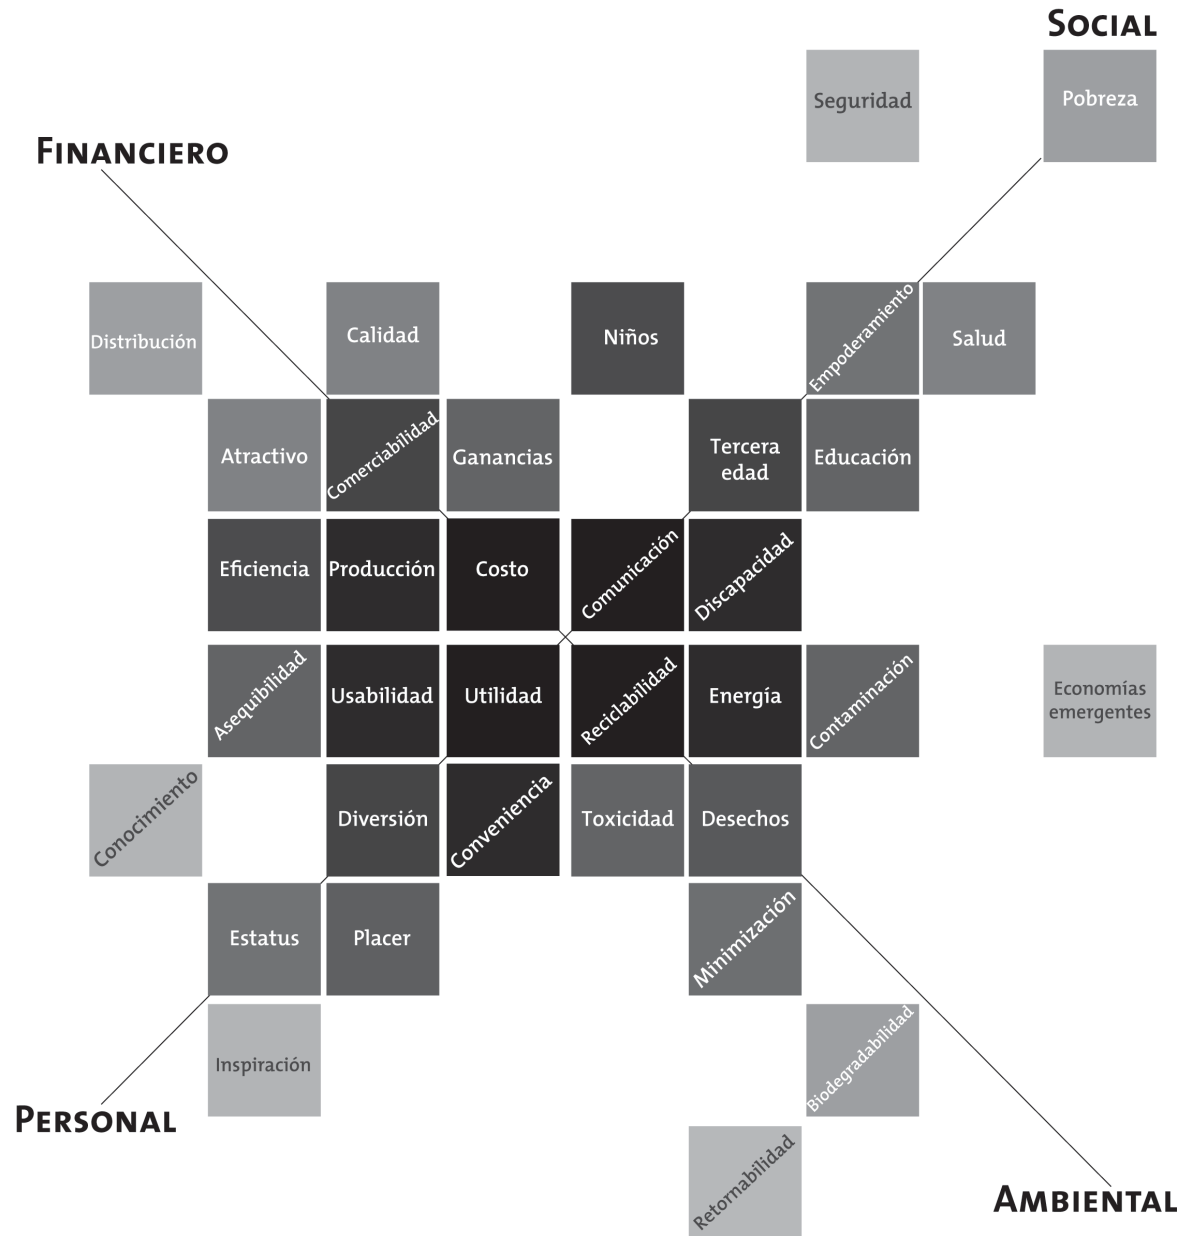 SOCIAL
Seguridad
Pobreza
FINANCIERO
Distribución
Calidad
Niños
Empoderamiento
Salud
Atractivo
Comerciabilidad
Ganancias
Tercera
edad
Educación
Eficiencia
Producción
Costo
Comunicación
Discapacidad
Asequibilidad
Usabilidad
Utilidad
Reciclabilidad
Energía
Contaminación
Economías
emergentes
Conocimiento
Diversión
Conveniencia
Toxicidad
Desechos
Estatus
Placer
Minimización
Inspiración
Biodegradabilidad
PERSONAL
Retornabilidad
AMBIENTAL